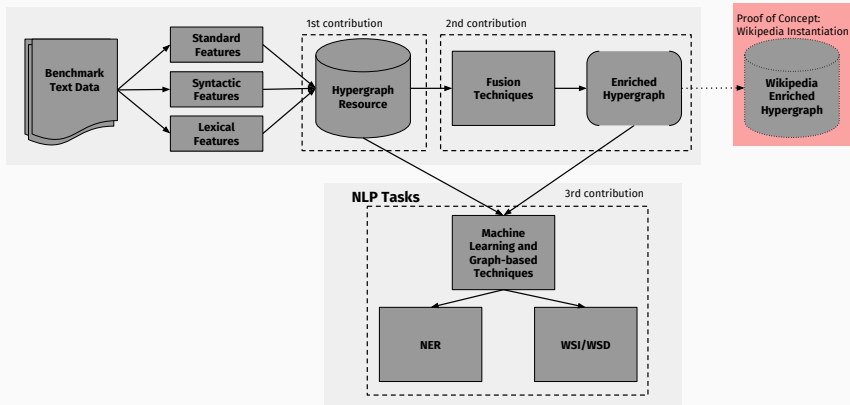 Proof of Concept:
Wikipedia Instantiation
1st contribution
2nd contribution
Standard
Features
Benchmark
Text Data
Syntactic
Features
Lexical
Features
Hypergraph
Resource
Fusion
Techniques
Enriched
Hypergraph
Wikipedia
Enriched
Hypergraph
NLP Tasks
3rd contribution
Machine
Learning and
Graph-based
Techniques
NER
WSI/WSD